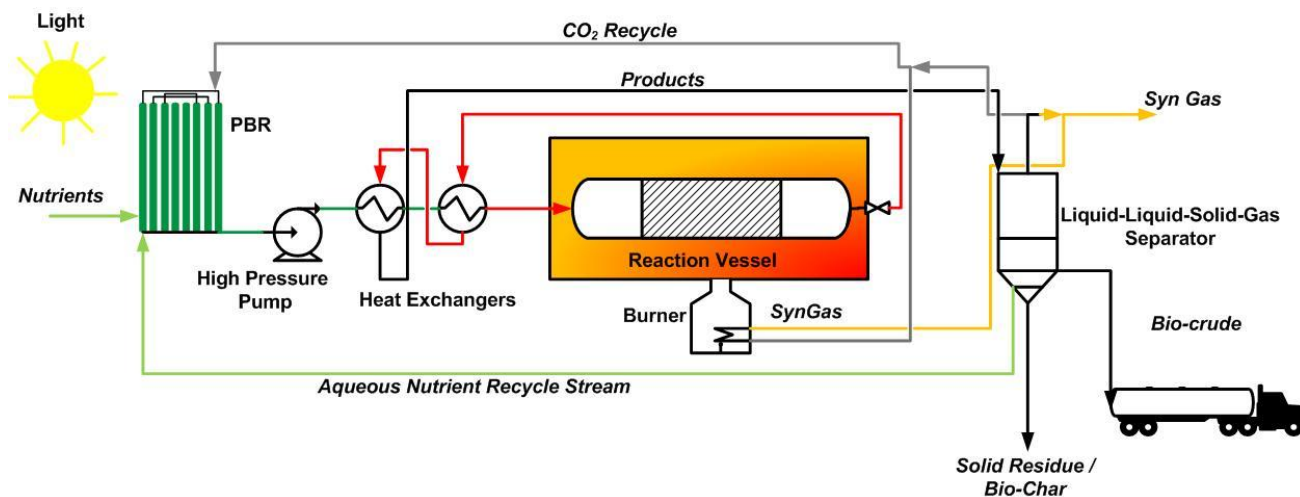 Light
CO2 Recycle
Products
Syn Gas
PBR
Nutrients
Liquid-Liquid-Solid-Gas
Separator
Reaction Vessel
High Pressure
Pump
Heat Exchangers
Burner
SynGas
Bio-crude
Aqueous Nutrient Recycle Stream
Solid Residue /
Bio-Char